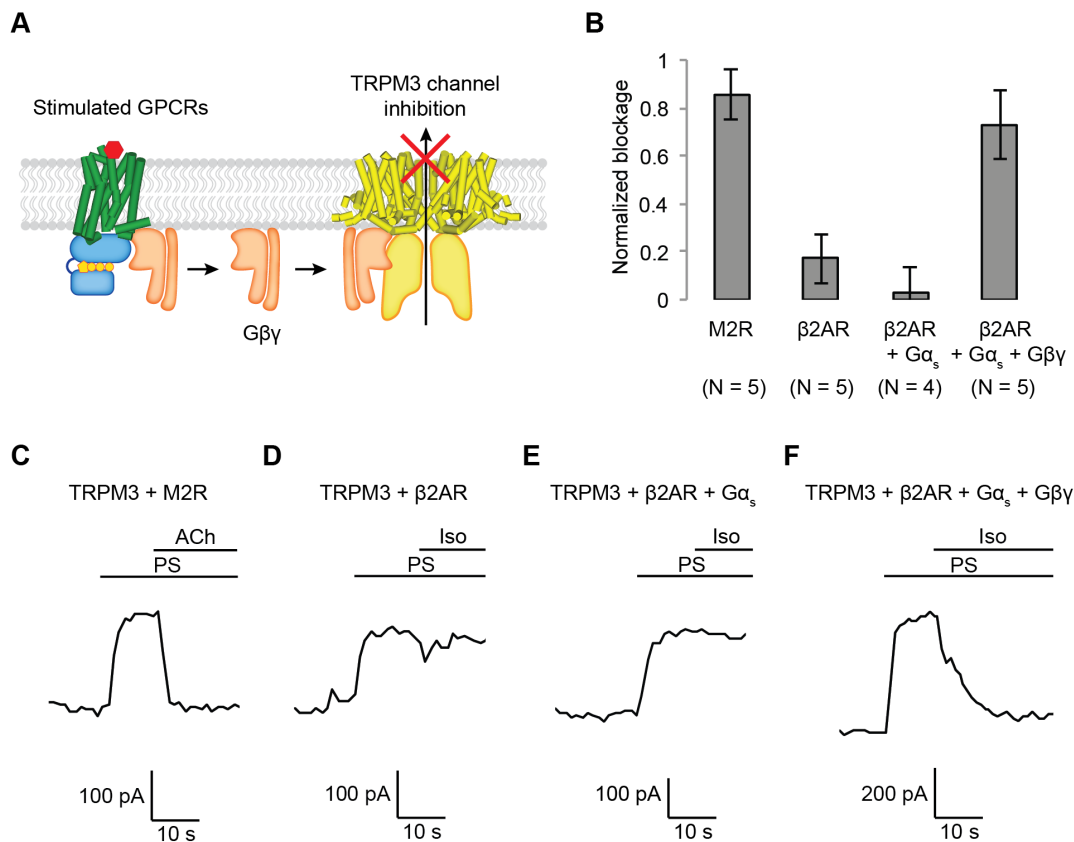 A
Stimulated GPCRs
TRPM3 channel
inhibition
Gβγ
B
Normalized blockage
1
0.8
0.6
0.4
0.2
0
M2R
β2AR
β2AR
+ Gαs
β2AR
+ Gαs + Gβγ
(N = 5)
(N = 5)
(N = 4)
(N = 5)
C
TRPM3 + M2R
ACh
PS
100 pA
10 s
D
TRPM3 + β2AR
Iso
PS
100 pA
10 s
E
TRPM3 + β2AR + Gαs
Iso
PS
100 pA
10 s
F
TRPM3 + β2AR + Gαs + Gβγ
Iso
PS
200 pA
10 s